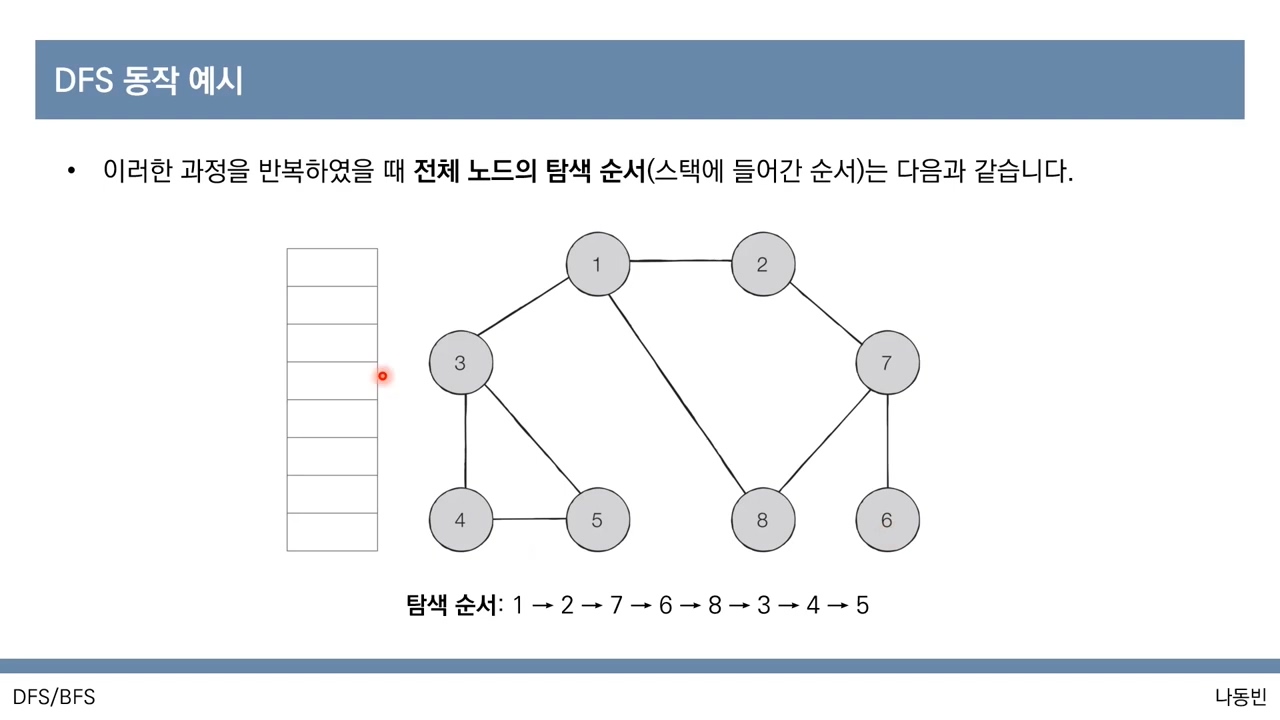 DFS 동작 예시
• 이러한 과정을 반복하였을 때 전체 노드의 탐색 순서(스택에 들어간 순서)는 다음과 같습니다.
1 2
3 7
4 5 8 6
탐색 순서: 1 → 2 → 7 → 6 → 8 → 3 → 4 → 5
DFS/BFS 나동빈